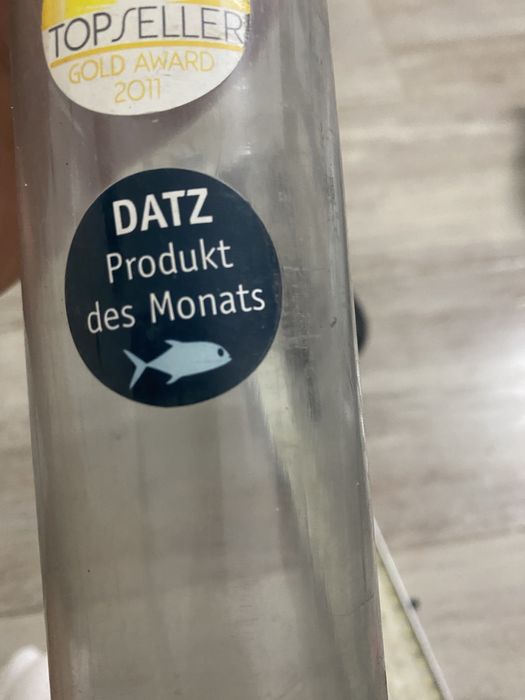 TOPSELLER
GOLD AWARD
2011
DATZ
Produkt
des Monats